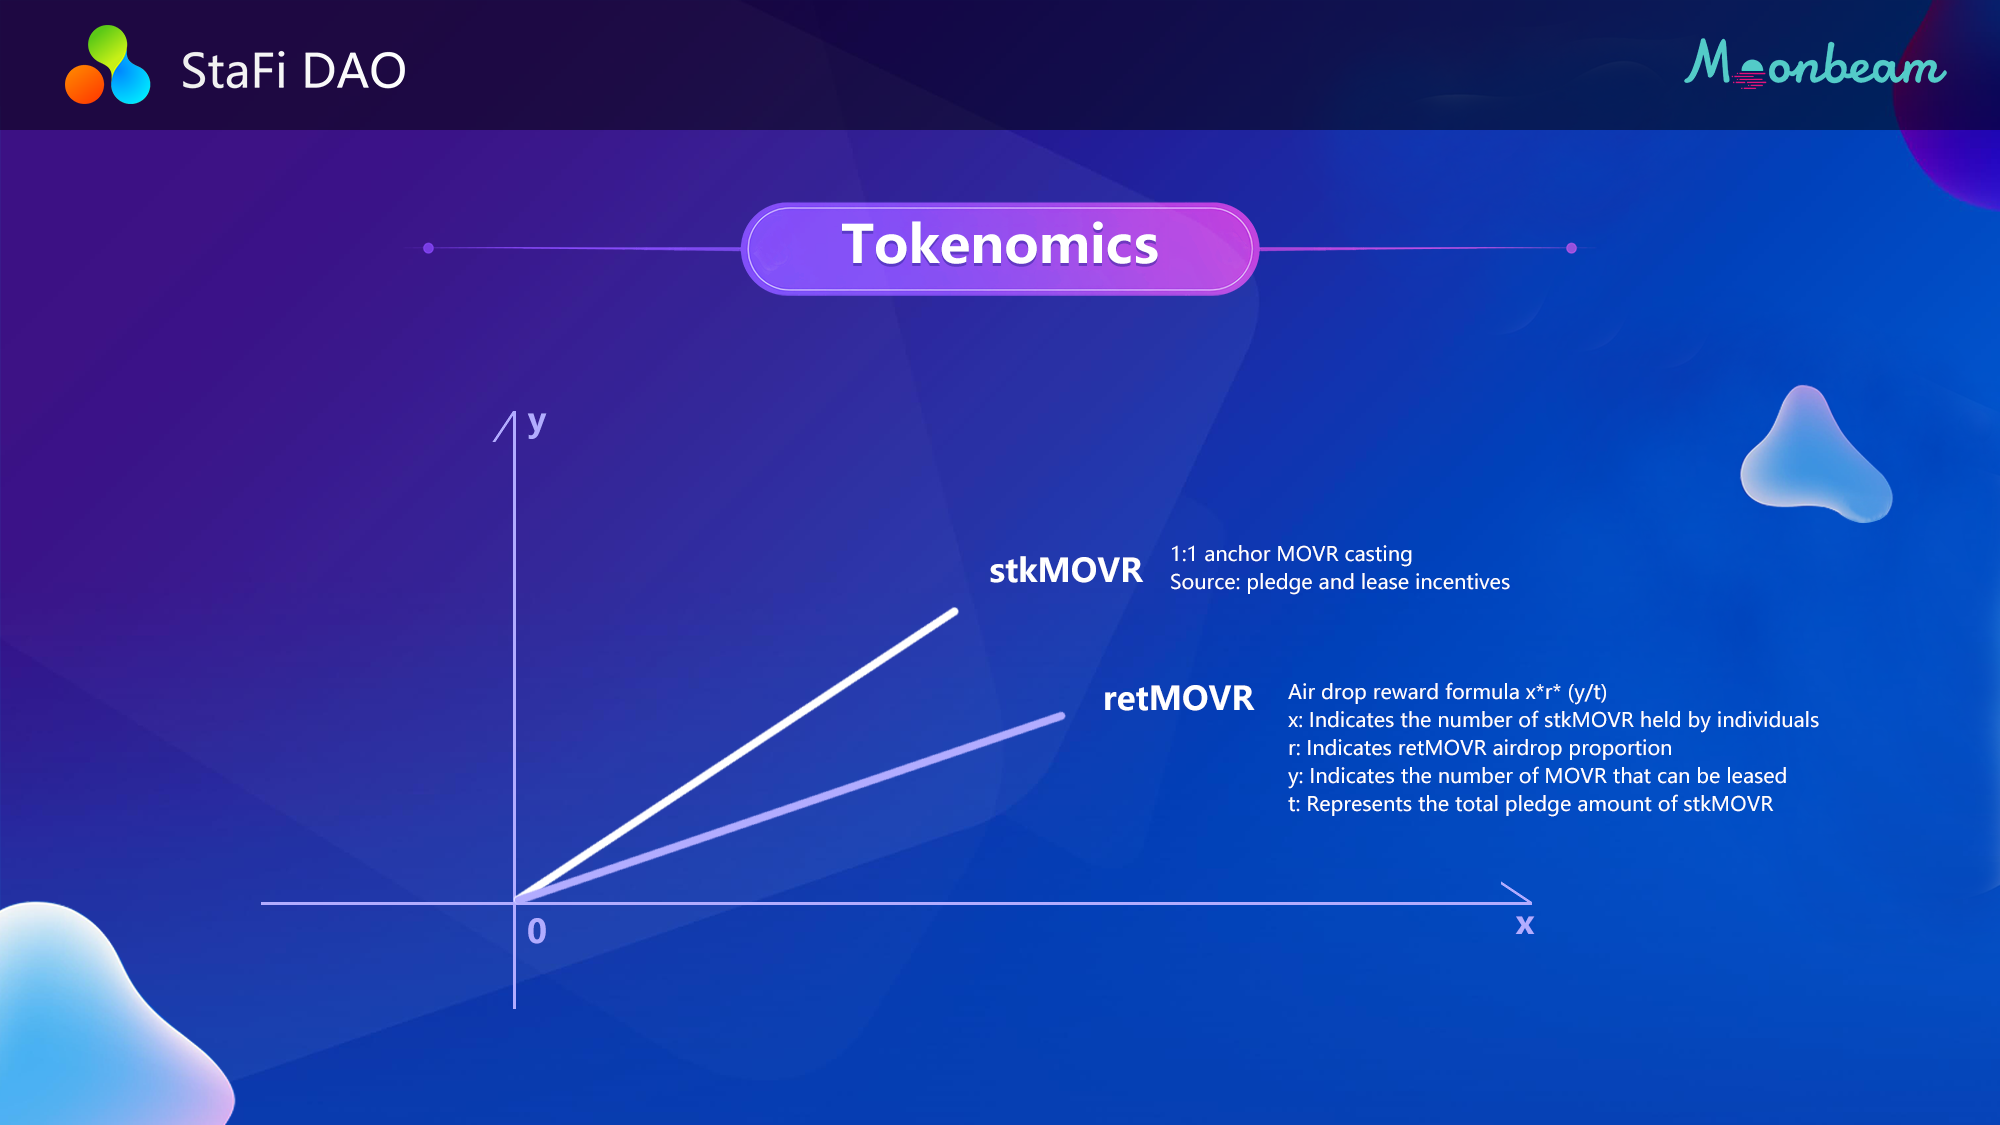 StaFi DAO
Moonbeam
Tokenomics
y
stkMOVR
1:1 anchor MOVR casting
Source: pledge and lease incentives
retMOVR
Air drop reward formula x*r* (y/t)
x: Indicates the number of stkMOVR held by individuals
r: Indicates retMOVR airdrop proportion
y: Indicates the number of MOVR that can be leased
t: Represents the total pledge amount of stkMOVR
0
x